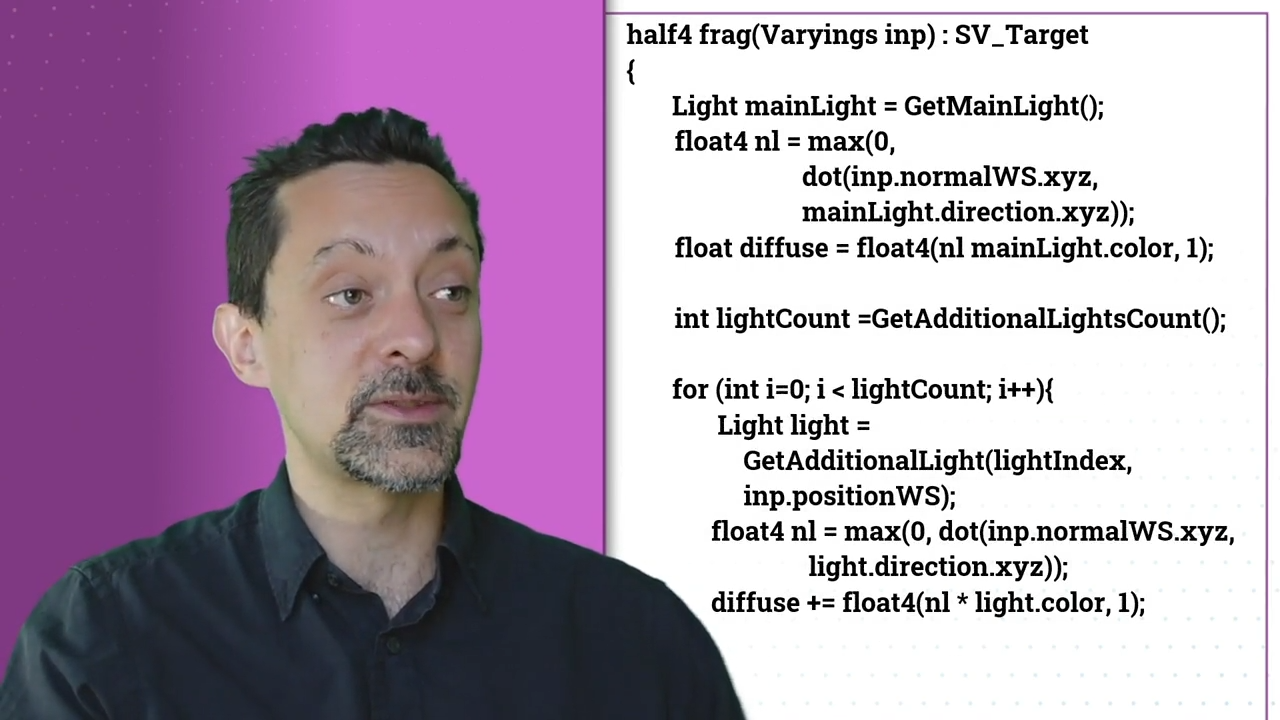 half4 frag(Varyings inp) : SV_Target
{
Light mainLight = GetMainLight();
float4 nl = max(0,
dot(inp.normalWS.xyz,
mainLight.direction.xyz));
float diffuse = float4(nl mainLight.color, 1);
int lightCount =GetAdditionalLightsCount();
for (int i=0; i < lightCount; i++){
Light light =
GetAdditionalLight(lightIndex,
inp.positionWS);
float4 nl = max(0, dot(inp.normalWS.xyz,
light.direction.xyz));
diffuse += float4(nl * light.color, 1);